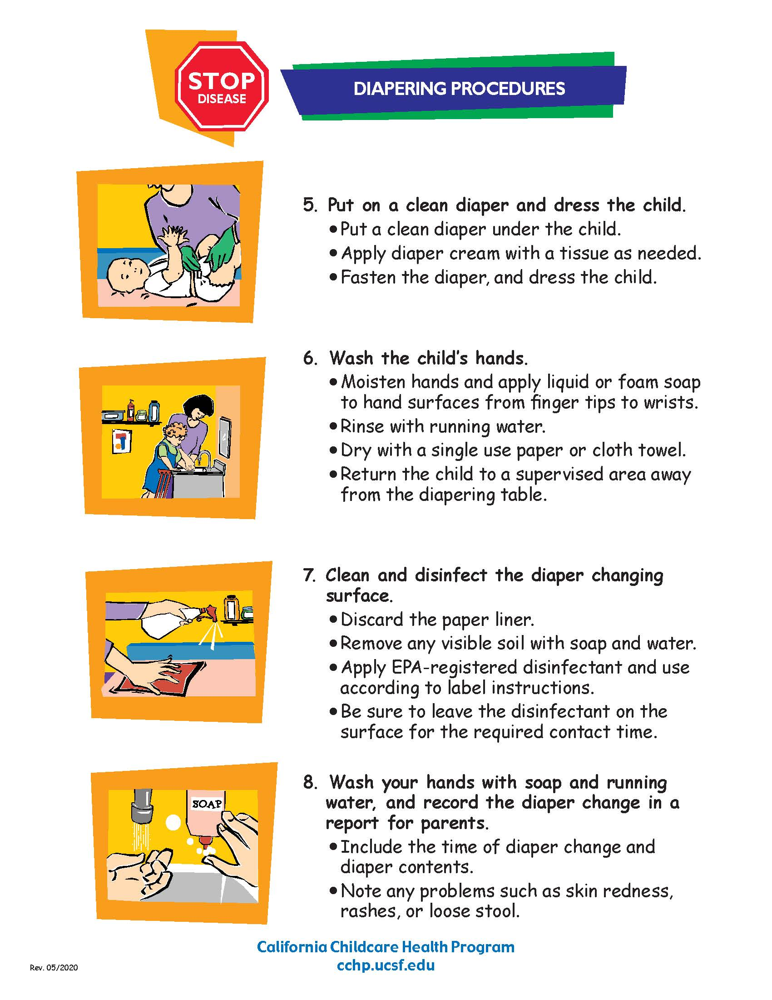 STOP
DISEASE
DIAPERING PROCEDURES
5. Put on a clean diaper and dress the child.
• Put a clean diaper under the child.
• Apply diaper cream with a tissue as needed.
• Fasten the diaper, and dress the child.
6. Wash the child's hands.
• Moisten hands and apply liquid or foam soap
to hand surfaces from finger tips to wrists.
• Rinse with running water.
• Dry with a single use paper or cloth towel.
• Return the child to a supervised area away
from the diapering table.
7. Clean and disinfect the diaper changing
surface.
• Discard the paper liner.
• Remove any visible soil with soap and water.
• Apply EPA-registered disinfectant and use
according to label instructions.
• Be sure to leave the disinfectant on the
surface for the required contact time.
SOAP
8. Wash your hands with soap and running
water, and record the diaper change in a
report for parents.
• Include the time of diaper change and
diaper contents.
• Note any problems such as skin redness,
rashes, or loose stool.
California Childcare Health Program
cchp.ucsf.edu
Rev. 05/2020